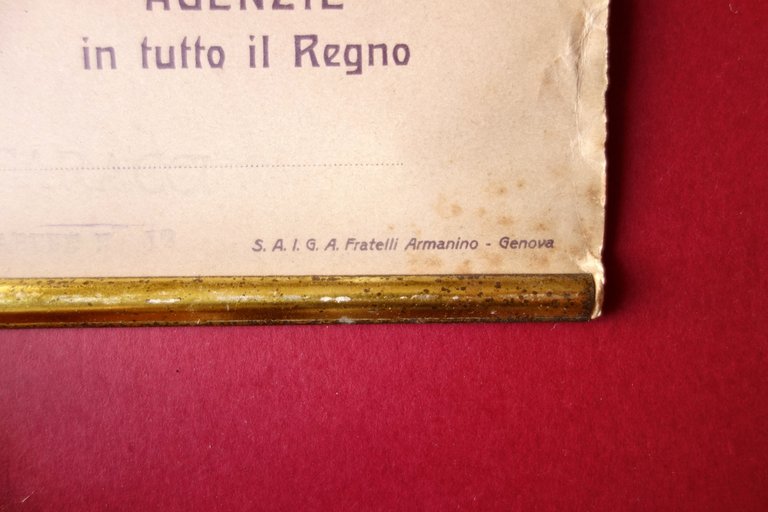 AGENZIE
in tutto il Regno
S. A. I. G. A. Fratelli Armanino - Genova